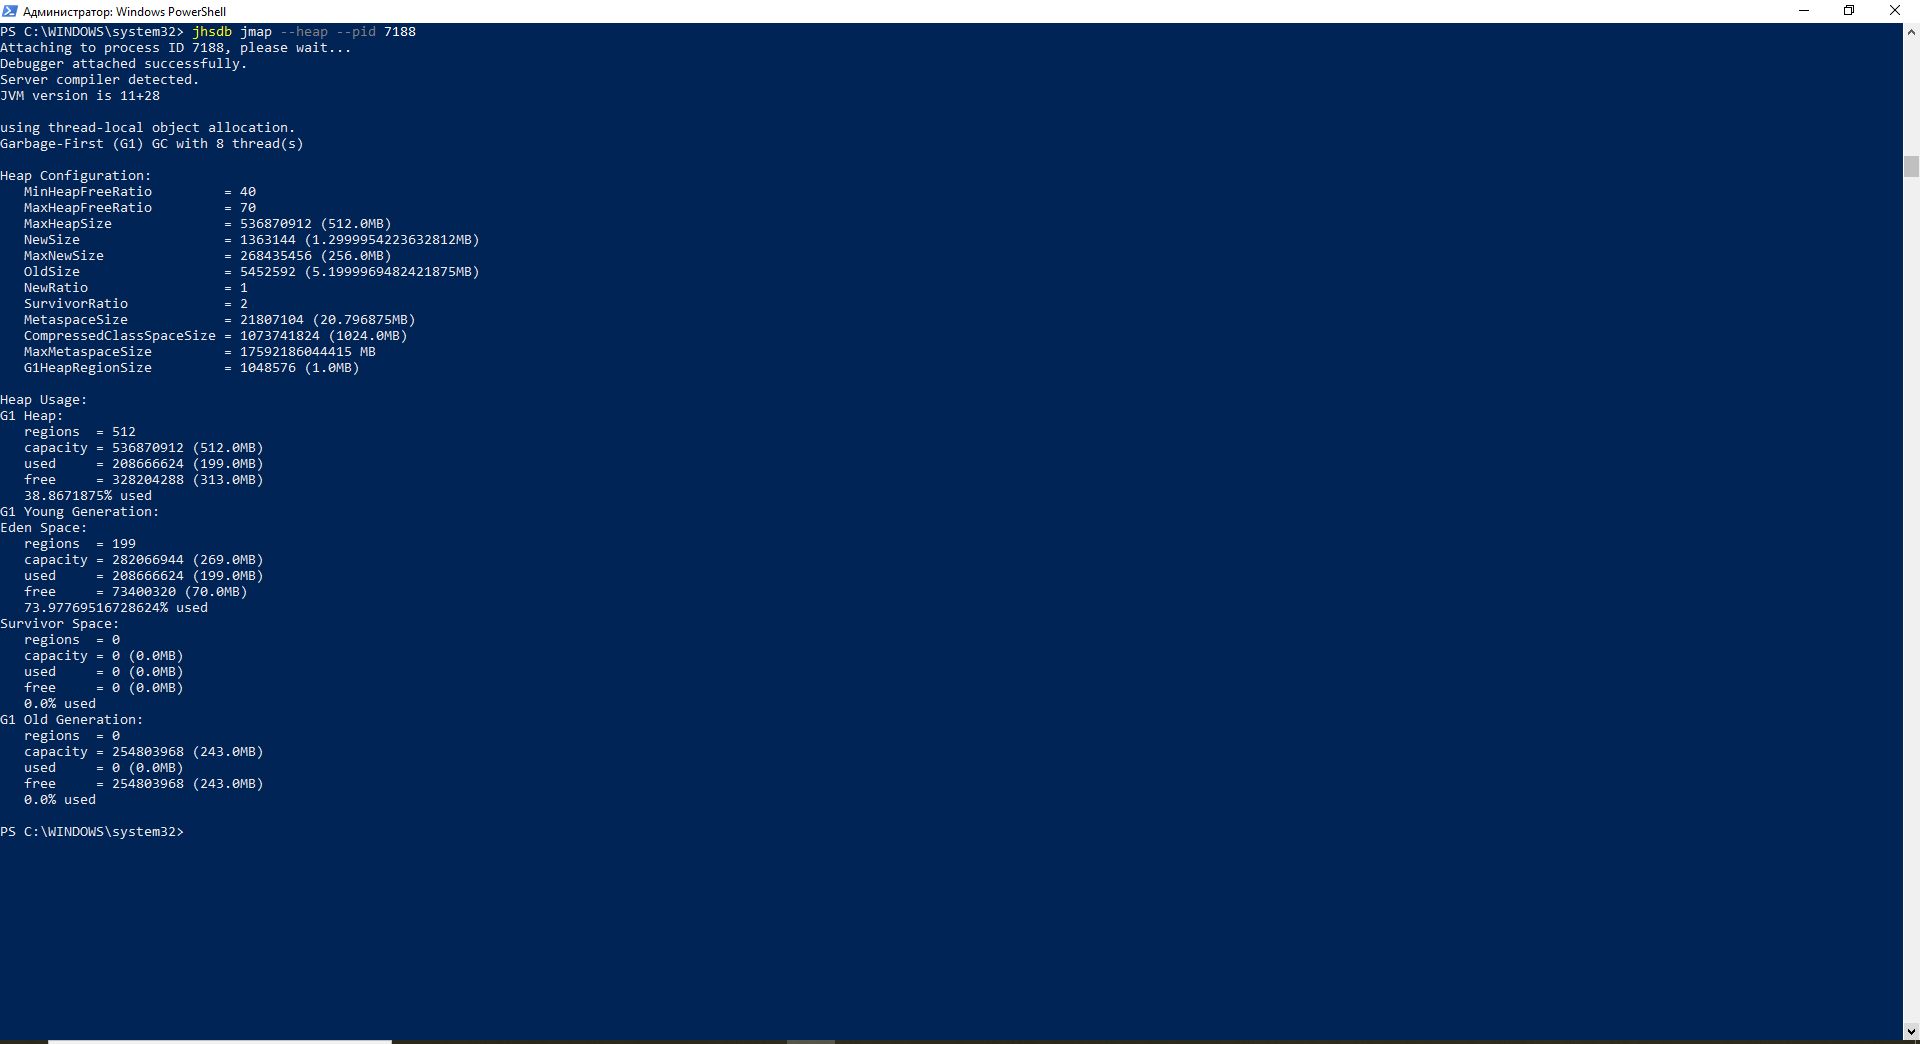 Администратор: Windows PowerShell
PS C:\WINDOWS\system32> jhsdb jmap --heap --pid 7188
Attaching to process ID 7188, please wait...
Debugger attached successfully.
Server compiler detected.
JVM version is 11+28
using thread-local object allocation.
Garbage-First (G1) GC with 8 thread(s)
Heap Configuration:
   MinHeapFreeRatio         = 40
   MaxHeapFreeRatio         = 70
   MaxHeapSize              = 536870912 (512.0MB)
   NewSize                  = 1363144 (1.2999954223632812MB)
   MaxNewSize               = 268435456 (256.0MB)
   OldSize                  = 5452592 (5.1999969482421875MB)
   NewRatio                 = 1
   SurvivorRatio            = 2
   MetaspaceSize            = 21807104 (20.796875MB)
   CompressedClassSpaceSize = 1073741824 (1024.0MB)
   MaxMetaspaceSize         = 17592186044415 MB
   G1HeapRegionSize         = 1048576 (1.0MB)
Heap Usage:
G1 Heap:
   regions  = 512
   capacity = 536870912 (512.0MB)
   used     = 208666624 (199.0MB)
   free     = 328204288 (313.0MB)
   38.8671875% used
G1 Young Generation:
Eden Space:
   regions  = 199
   capacity = 282066944 (269.0MB)
   used     = 208666624 (199.0MB)
   free     = 73400320 (70.0MB)
   73.97769516728624% used
Survivor Space:
   regions  = 0
   capacity = 0 (0.0MB)
   used     = 0 (0.0MB)
   free     = 0 (0.0MB)
   0.0% used
G1 Old Generation:
   regions  = 0
   capacity = 254803968 (243.0MB)
   used     = 0 (0.0MB)
   free     = 254803968 (243.0MB)
   0.0% used
PS C:\WINDOWS\system32>